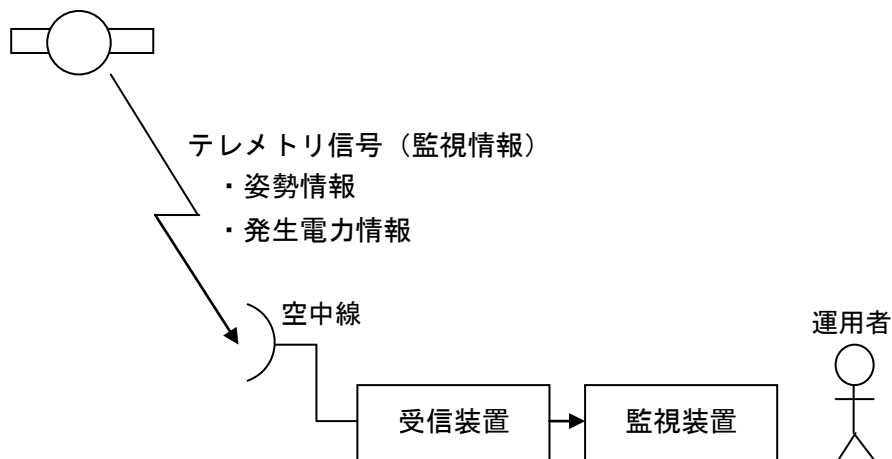 テレメトリ信号（監視情報）
・姿勢情報
・発生電力情報
空中線
運用者
受信装置
監視装置